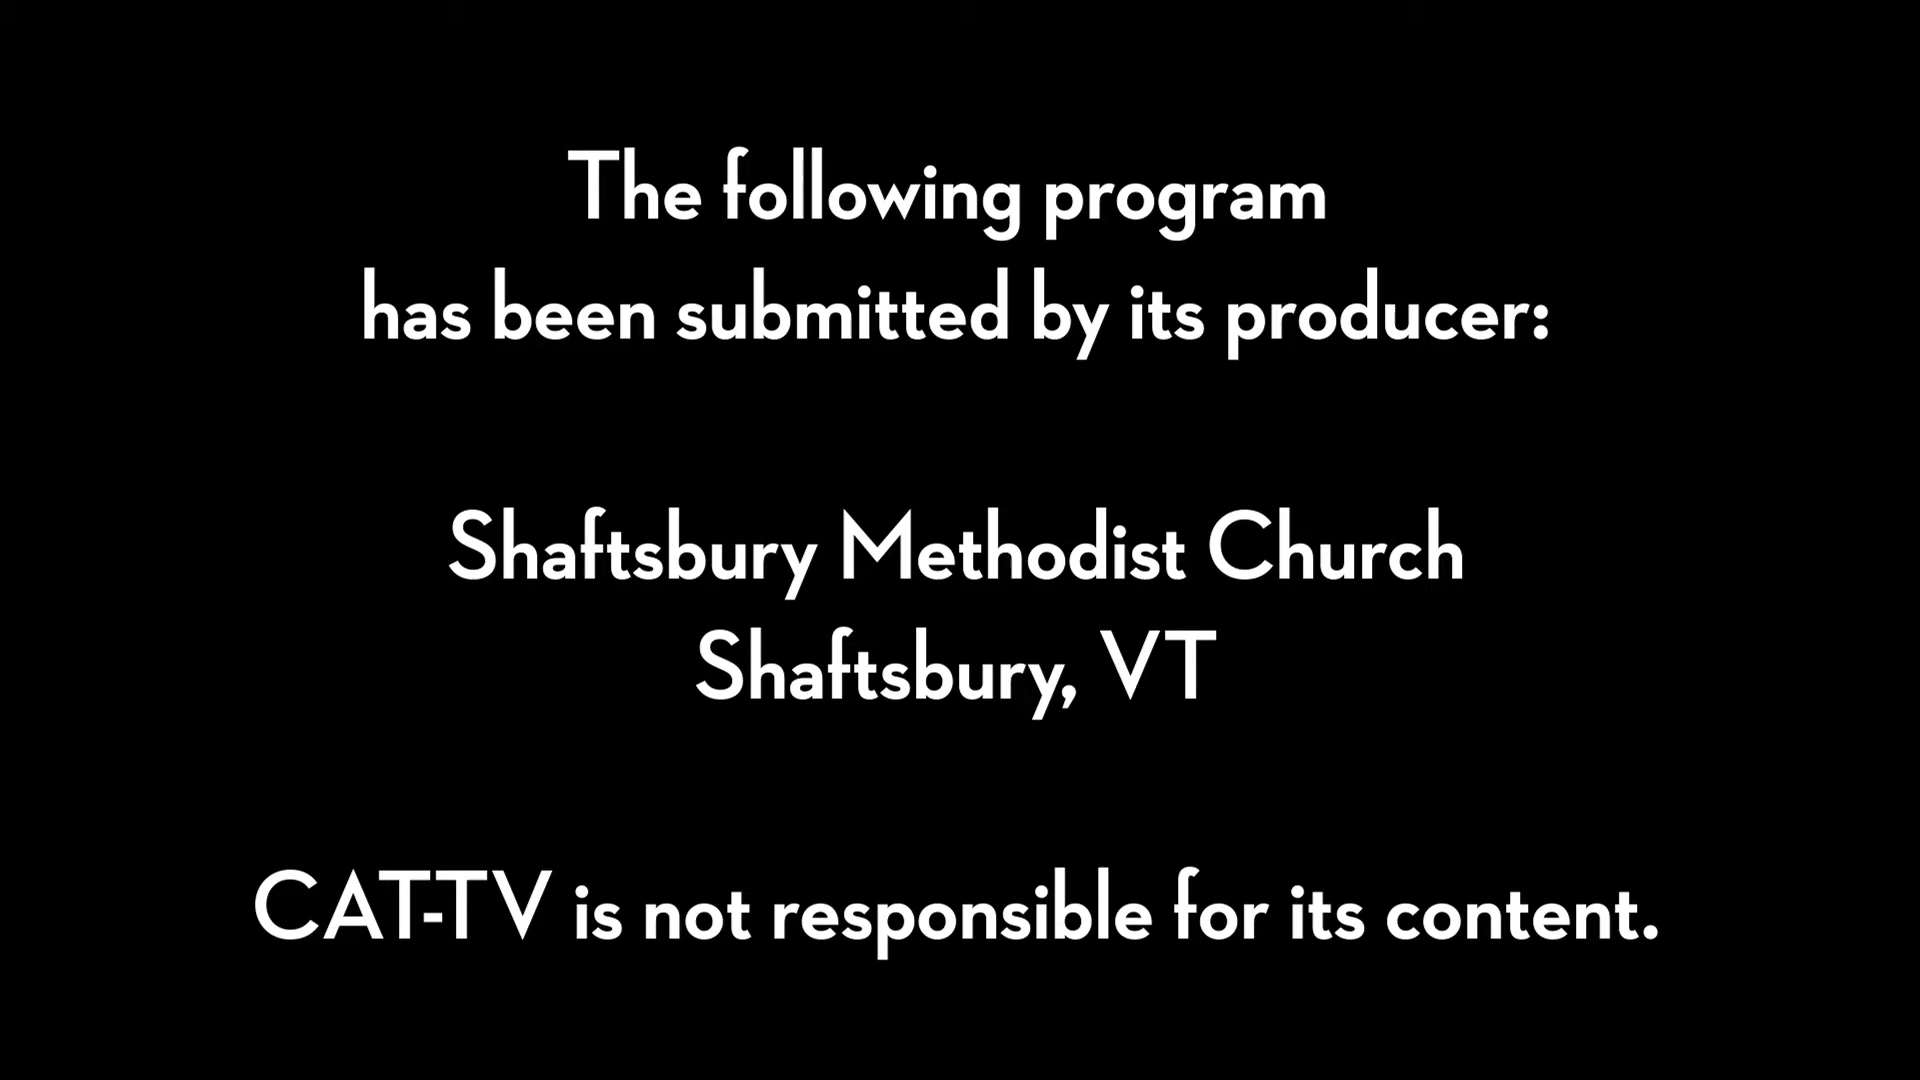 The following program
has been submitted by its producer:
Shaftsbury Methodist Church
Shaftsbury, VT
CAT-TV is not responsible for its content.